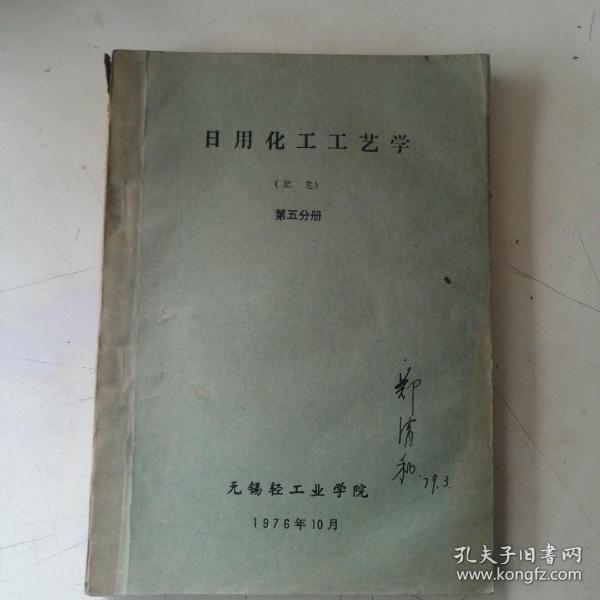 日用化工工艺学
(肥皂)
第五分册
郑清和
79.3.
无锡轻工业学院
1976年10月
孔夫子旧书网
www.kongfz.com